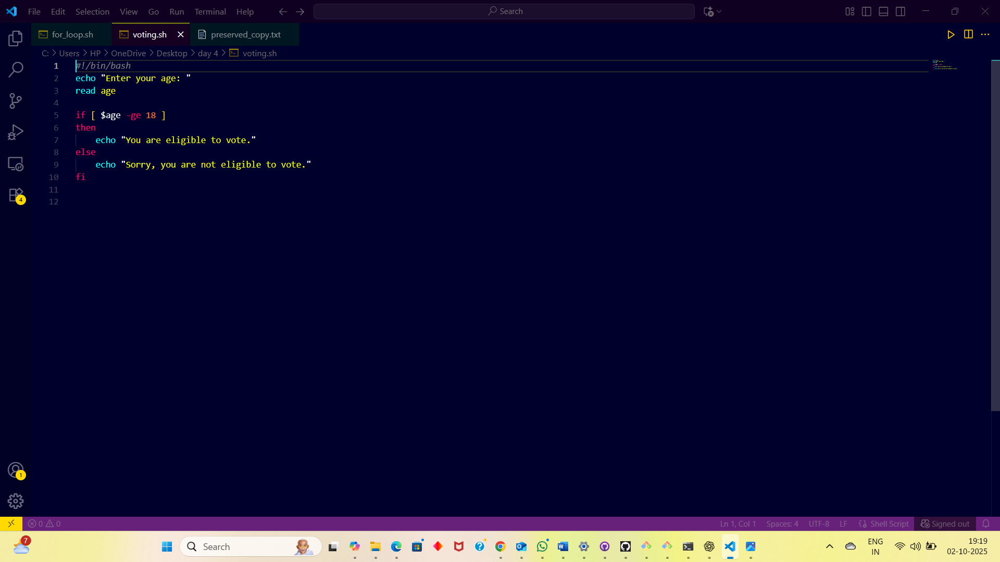 File Edit Selection View Go Run Terminal Help Search
for_loop.sh voting.sh preserved_copy.txt
C: > Users > HP > OneDrive > Desktop > day 4 > voting.sh
1 #!/bin/bash
2 echo "Enter your age: "
3 read age
4
5 if [ $age -ge 18 ]
6 then
7 echo "You are eligible to vote."
8 else
9 echo "Sorry, you are not eligible to vote."
10 fi
11
12
4
1
0 0 Ln 1, Col 1 Spaces: 4 UTF-8 LF Shell Script Signed out
7 Search ENG IN 19:19
02-10-2025